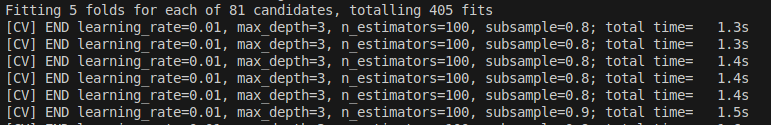 Fitting 5 folds for each of 81 candidates, totalling 405 fits
[CV] END learning_rate=0.01, max_depth=3, n_estimators=100, subsample=0.8; total time=   1.3s
[CV] END learning_rate=0.01, max_depth=3, n_estimators=100, subsample=0.8; total time=   1.3s
[CV] END learning_rate=0.01, max_depth=3, n_estimators=100, subsample=0.8; total time=   1.4s
[CV] END learning_rate=0.01, max_depth=3, n_estimators=100, subsample=0.8; total time=   1.4s
[CV] END learning_rate=0.01, max_depth=3, n_estimators=100, subsample=0.8; total time=   1.4s
[CV] END learning_rate=0.01, max_depth=3, n_estimators=100, subsample=0.9; total time=   1.5s